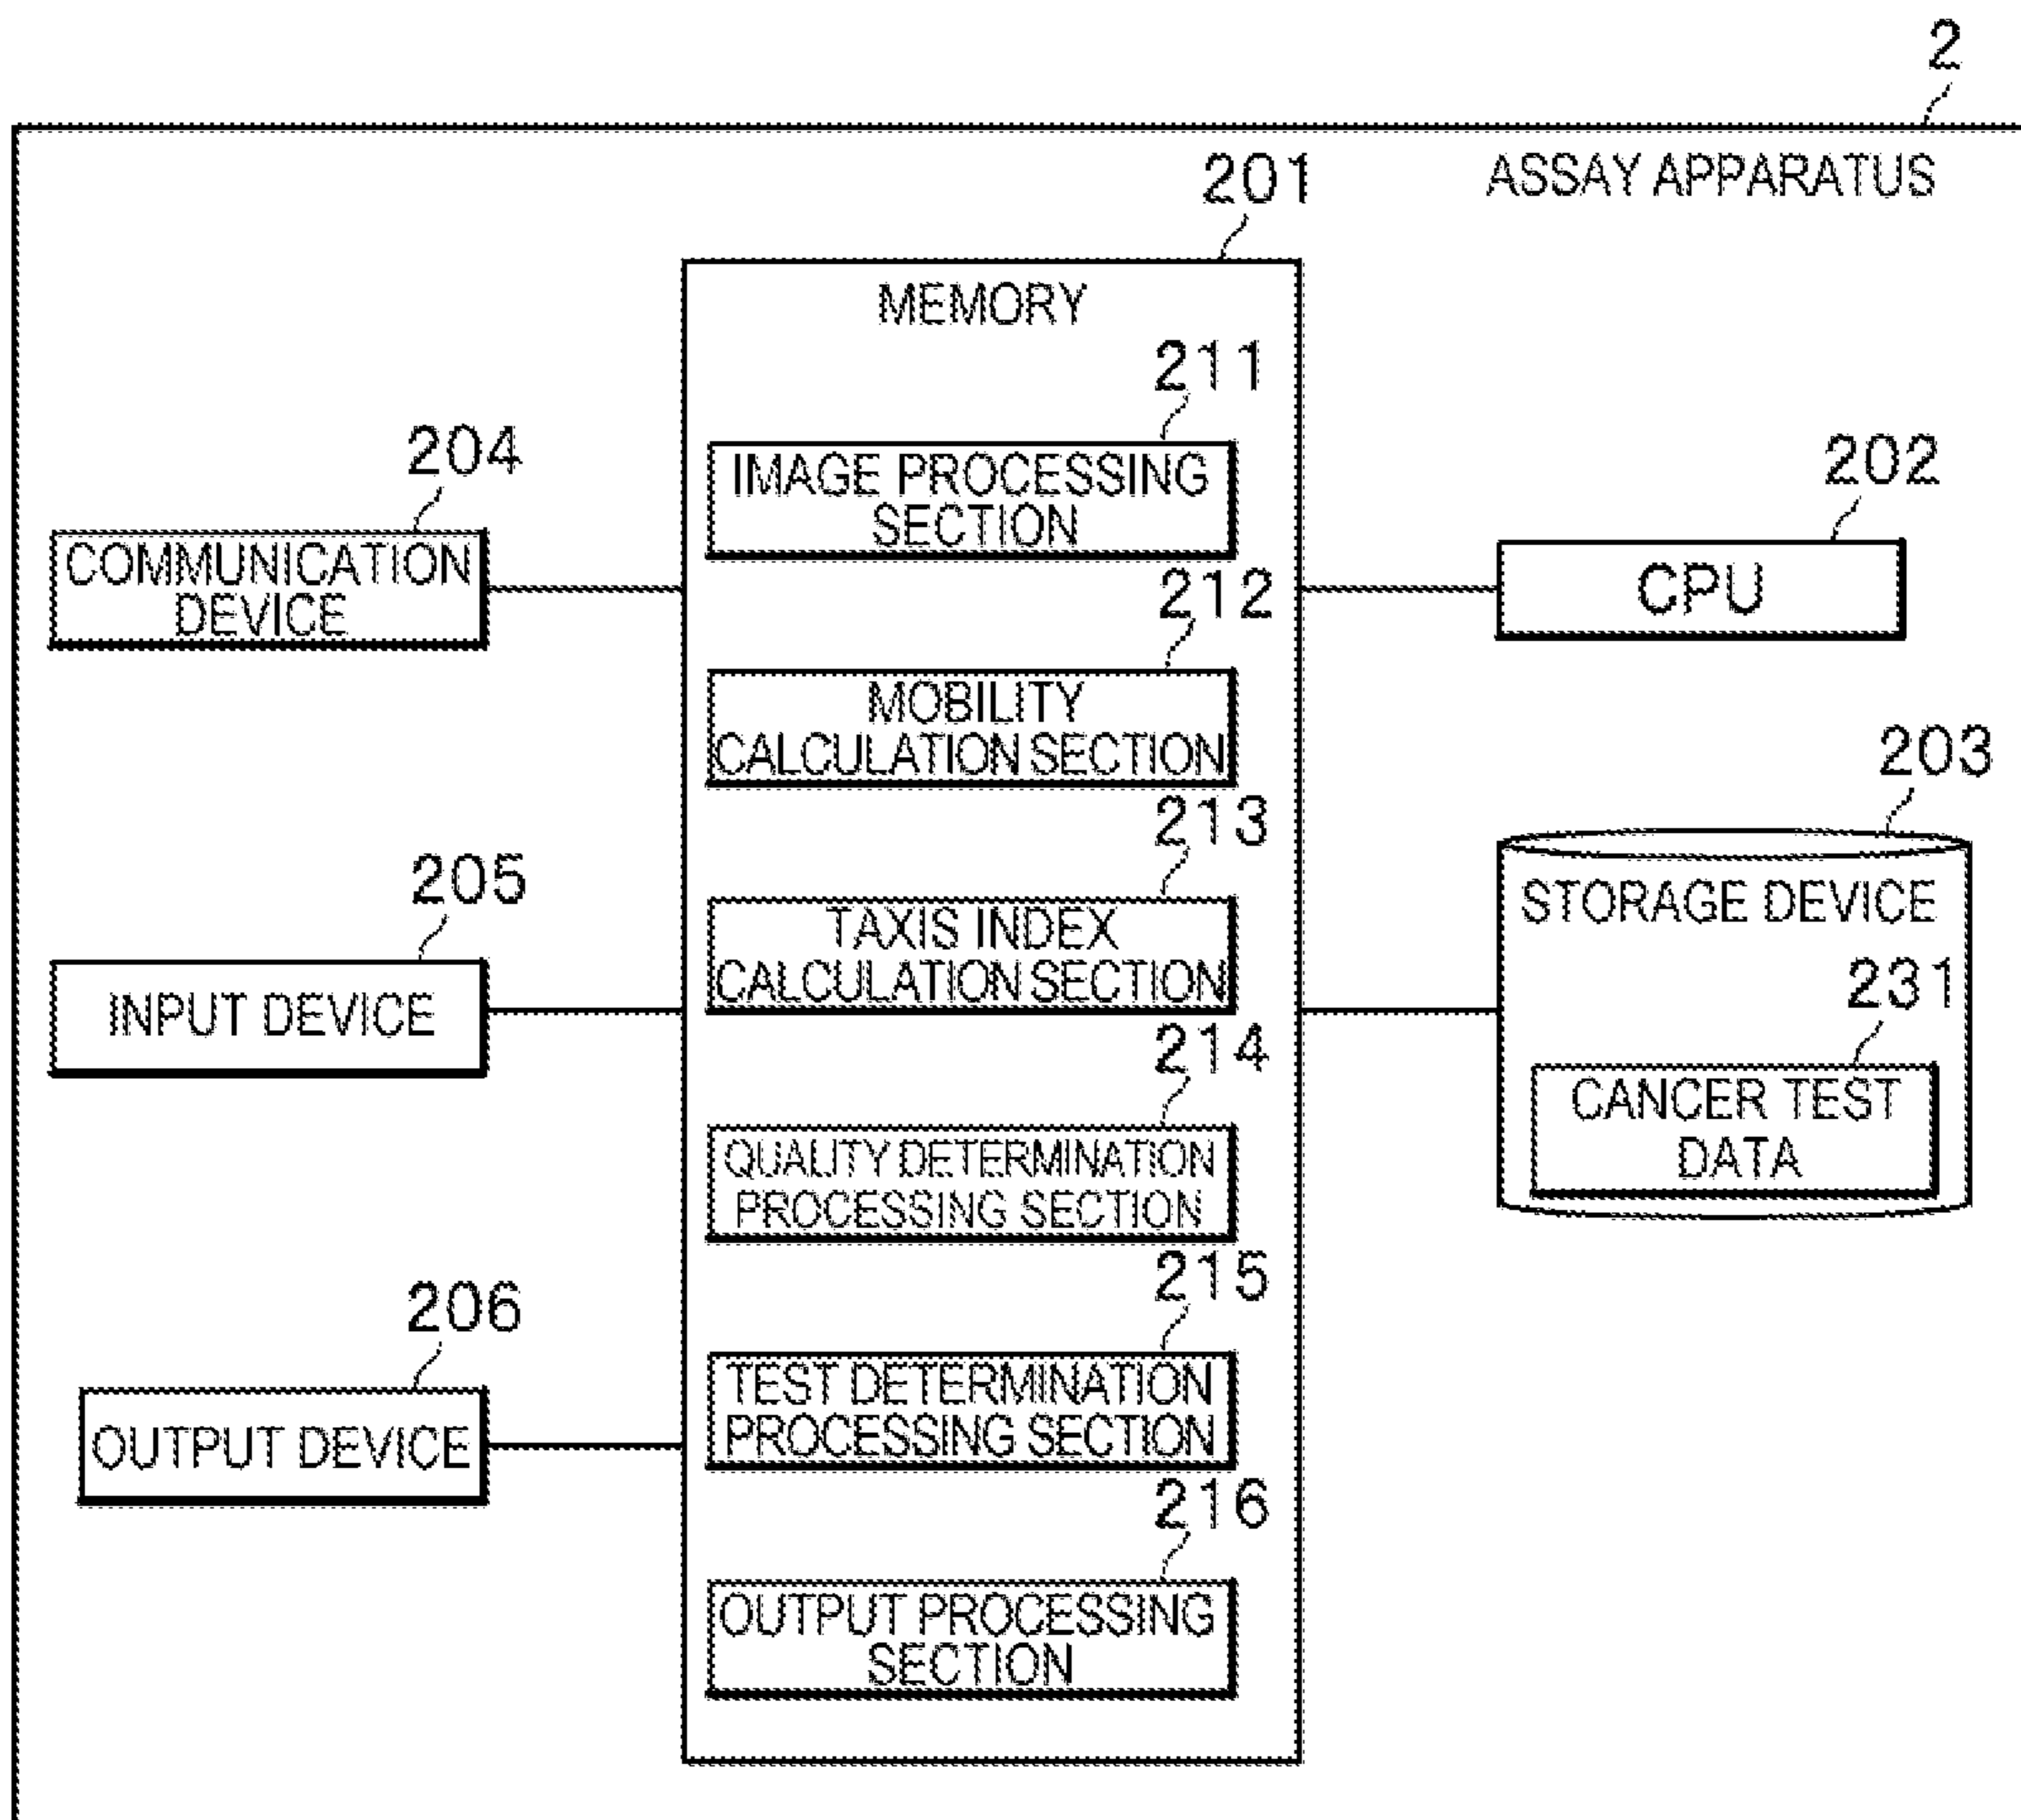 2
ASSAY APPARATUS
201
MEMORY
211
IMAGE PROCESSING
SECTION
212
MOBILITY
CALCULATION SECTION
213
TAXIS INDEX
CALCULATION SECTION
214
QUALITY DETERMINATION
PROCESSING SECTION
215
TEST DETERMINATION
PROCESSING SECTION
216
OUTPUT PROCESSING
SECTION
204
COMMUNICATION
DEVICE
205
INPUT DEVICE
206
OUTPUT DEVICE
202
CPU
203
STORAGE DEVICE
231
CANCER TEST
DATA